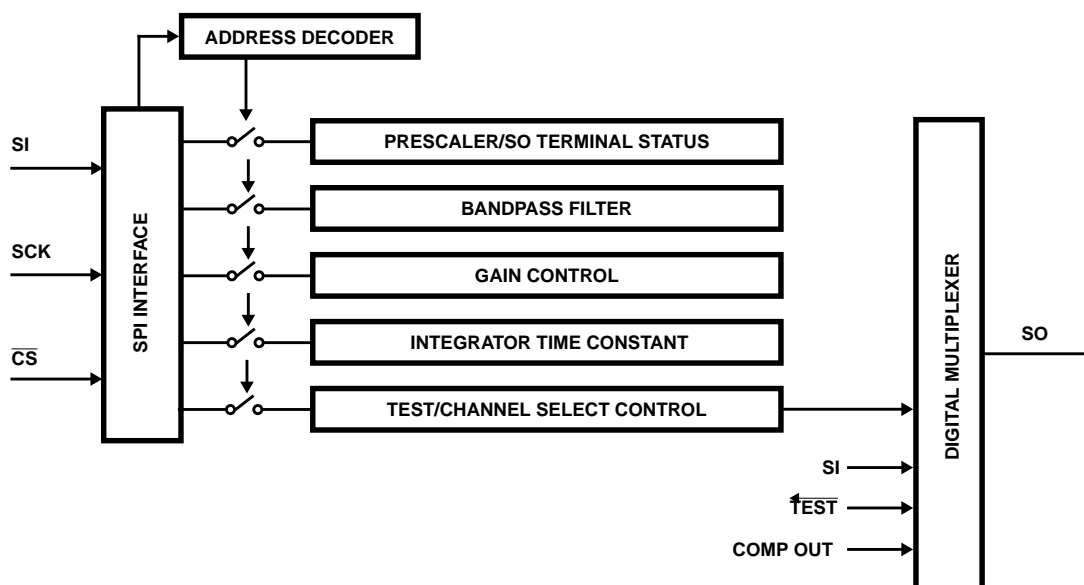 ADDRESS DECODER
SI
SCK
CS
SPI INTERFACE
PRESCALER/SO TERMINAL STATUS
BANDPASS FILTER
GAIN CONTROL
INTEGRATOR TIME CONSTANT
TEST/CHANNEL SELECT CONTROL
SI
TEST
COMP OUT
DIGITAL MULTIPLEXER
SO